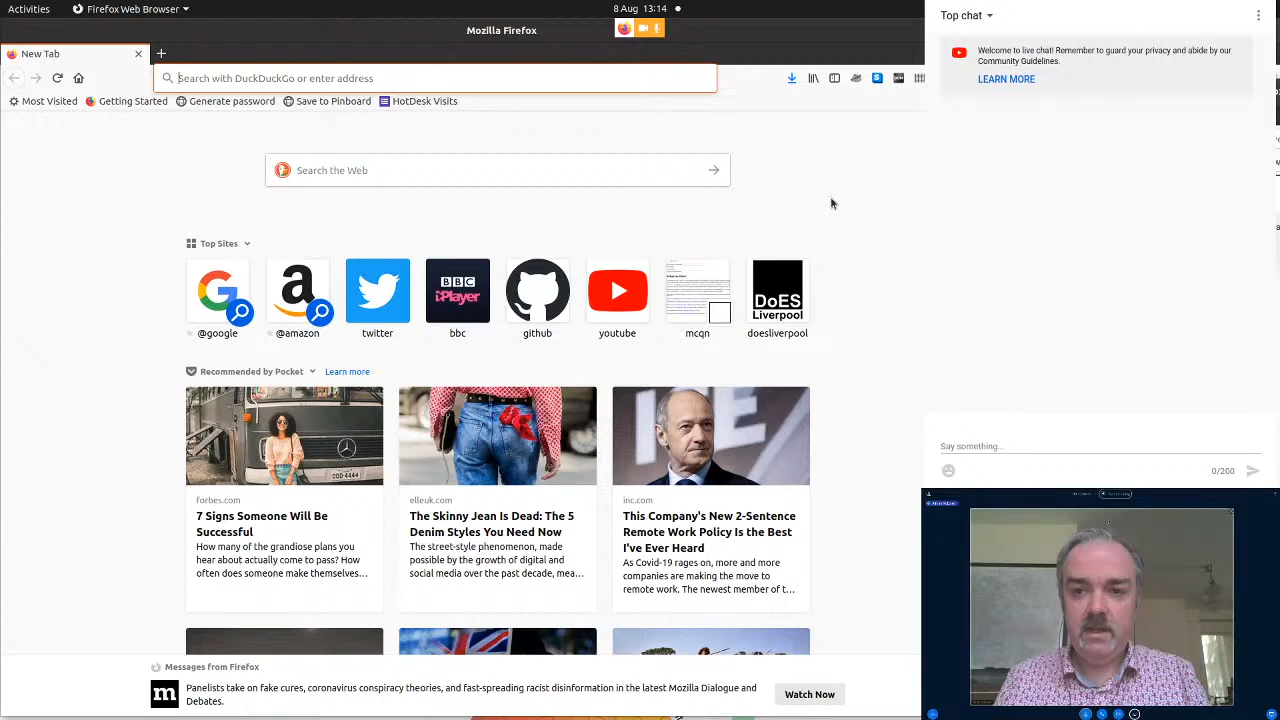 Activities
Firefox Web Browser
8 Aug 13:14
Mozilla Firefox
New Tab
Search with DuckDuckGo or enter address
Most Visited
Getting Started
Generate password
Save to Pinboard
HotDesk Visits
Search the Web
Top Sites
BBC
iPlayer
DoES
Liverpool
@google
@amazon
twitter
bbc
github
youtube
mcqn
doesliverpool
Recommended by Pocket
Learn more
forbes.com
7 Signs Someone Will Be
Successful
How many of the grandiose plans you
hear about actually come to pass? How
often does someone make themselves…
elleuk.com
The Skinny Jean Is Dead: The 5
Denim Styles You Need Now
The street-style phenomenon, made
possible by the growth of digital and
social media over the past decade, mea…
inc.com
This Company's New 2-Sentence
Remote Work Policy Is the Best
I've Ever Heard
As Covid-19 rages on, more and more
companies are making the move to
remote work. The newest member of t…
Messages from Firefox
m
Panelists take on fake cures, coronavirus conspiracy theories, and fast-spreading racist disinformation in the latest Mozilla Dialogue and
Debates.
Watch Now
Top chat
Welcome to live chat! Remember to guard your privacy and abide by our
Community Guidelines.
LEARN MORE
Say something...
0/200